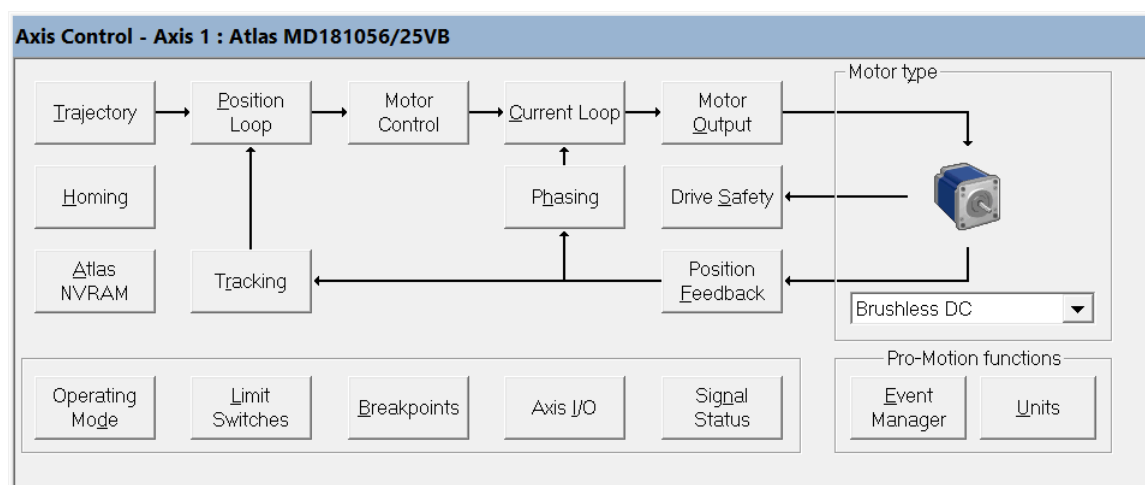 Axis Control - Axis 1 : Atlas MD181056/25VB
Motor type
Trajectory
Position
Loop
Motor
Control
Current Loop
Motor
Output
Homing
Phasing
Drive Safety
Atlas
NVRAM
Tracking
Position
Feedback
Brushless DC
Pro-Motion functions
Operating
Mode
Limit
Switches
Breakpoints
Axis I/O
Signal
Status
Event
Manager
Units